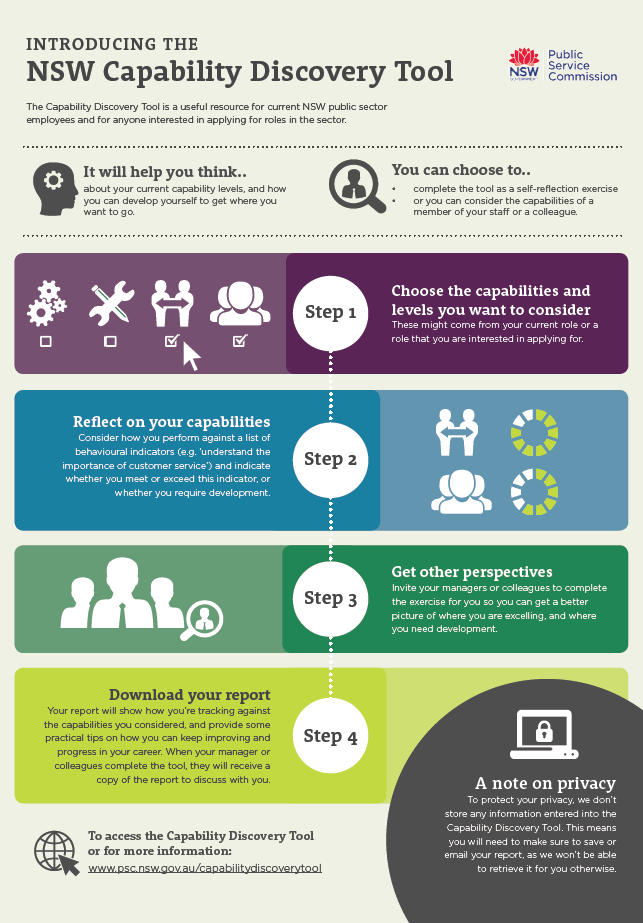 INTRODUCING THE
NSW Capability Discovery Tool
NSW
GOVERNMENT
Public
Service
Commission
The Capability Discovery Tool is a useful resource for current NSW public sector
employees and for anyone interested in applying for roles in the sector.
It will help you think..
about your current capability levels, and how
you can develop yourself to get where you
want to go.
You can choose to..
• complete the tool as a self-reflection exercise
• or you can consider the capabilities of a
member of your staff or a colleague.
Step 1
Choose the capabilities and
levels you want to consider
These might come from your current role or a
role that you are interested in applying for.
Reflect on your capabilities
Consider how you perform against a list of
behavioural indicators (e.g. ‘understand the
importance of customer service’) and indicate
whether you meet or exceed this indicator, or
whether you require development.
Step 2
Step 3
Get other perspectives
Invite your managers or colleagues to complete
the exercise for you so you can get a better
picture of where you are excelling, and where
you need development.
Download your report
Your report will show how you’re tracking against
the capabilities you considered, and provide some
practical tips on how you can keep improving and
progress in your career. When your manager or
colleagues complete the tool, they will receive a
copy of the report to discuss with you.
Step 4
A note on privacy
To protect your privacy, we don’t
store any information entered into the
Capability Discovery Tool. This means
you will need to make sure to save or
email your report, as we won’t be able
to retrieve it for you otherwise.
To access the Capability Discovery Tool
or for more information:
www.psc.nsw.gov.au/capabilitydiscoverytool